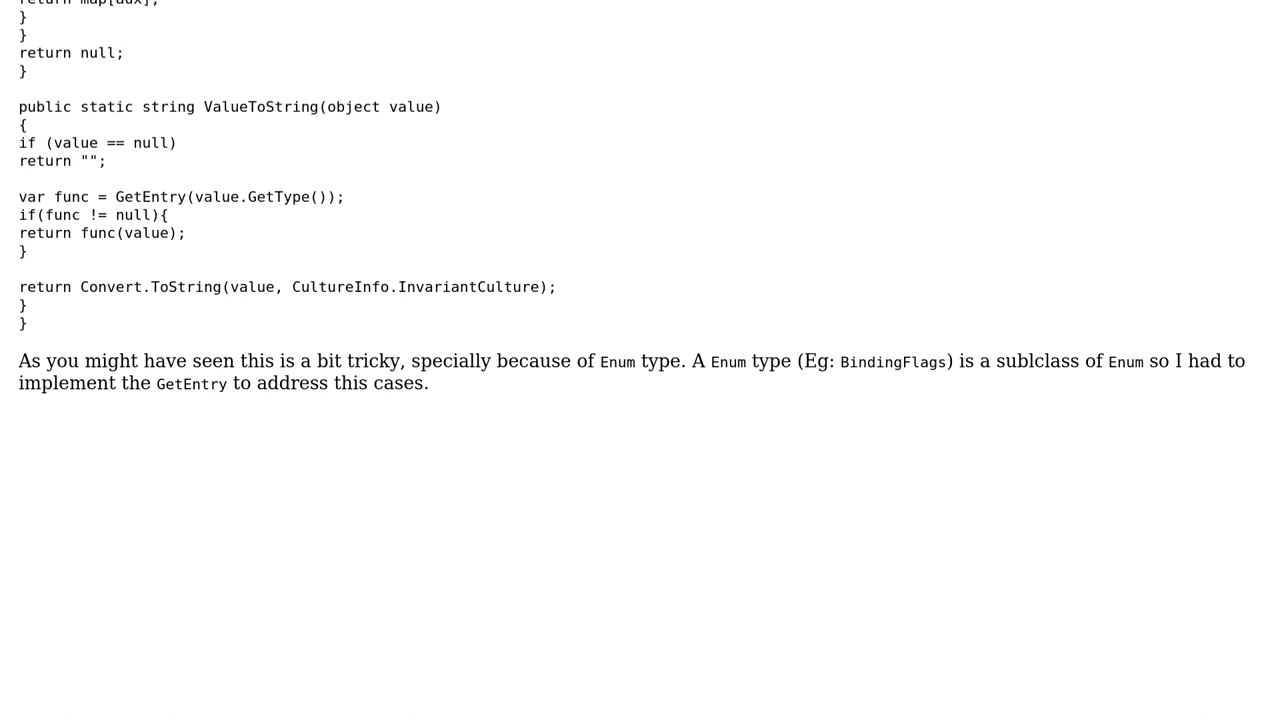 return map[aux];
}
}
return null;
}
public static string ValueToString(object value)
{
if (value == null)
return "";
var func = GetEntry(value.GetType());
if(func != null){
return func(value);
}
return Convert.ToString(value, CultureInfo.InvariantCulture);
}
}
As you might have seen this is a bit tricky, specially because of Enum type. A Enum type (Eg: BindingFlags) is a sublclass of Enum so I had to
implement the GetEntry to address this cases.